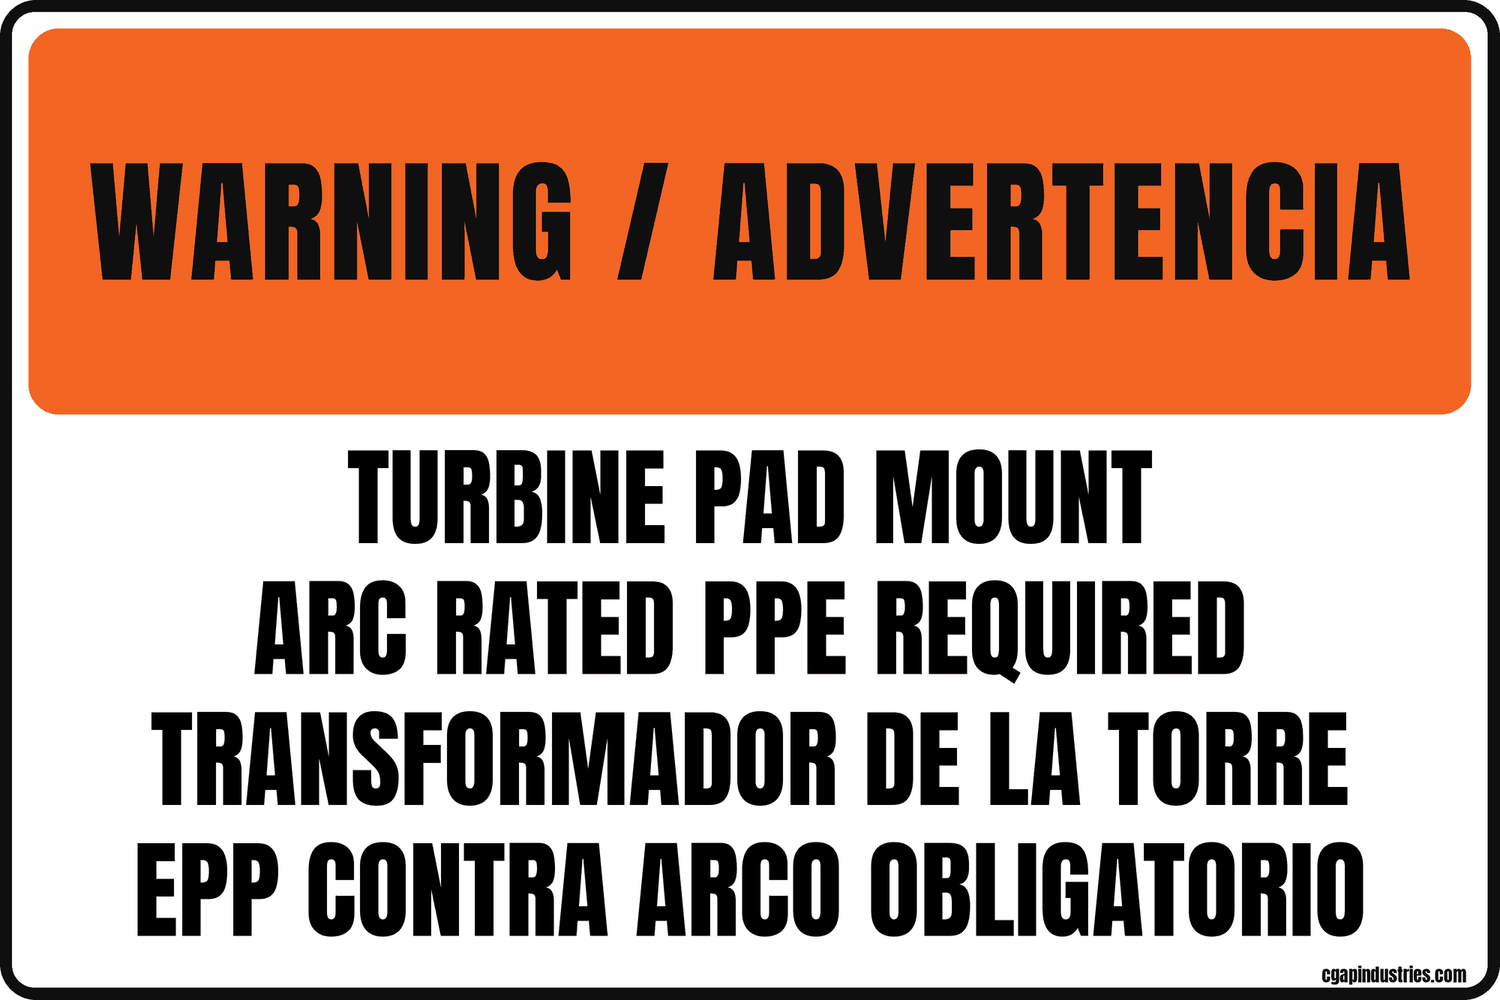 WARNING / ADVERTENCIA
TURBINE PAD MOUNT
ARC RATED PPE REQUIRED
TRANSFORMADOR DE LA TORRE
EPP CONTRA ARCO OBLIGATORIO
cgapindustries.com